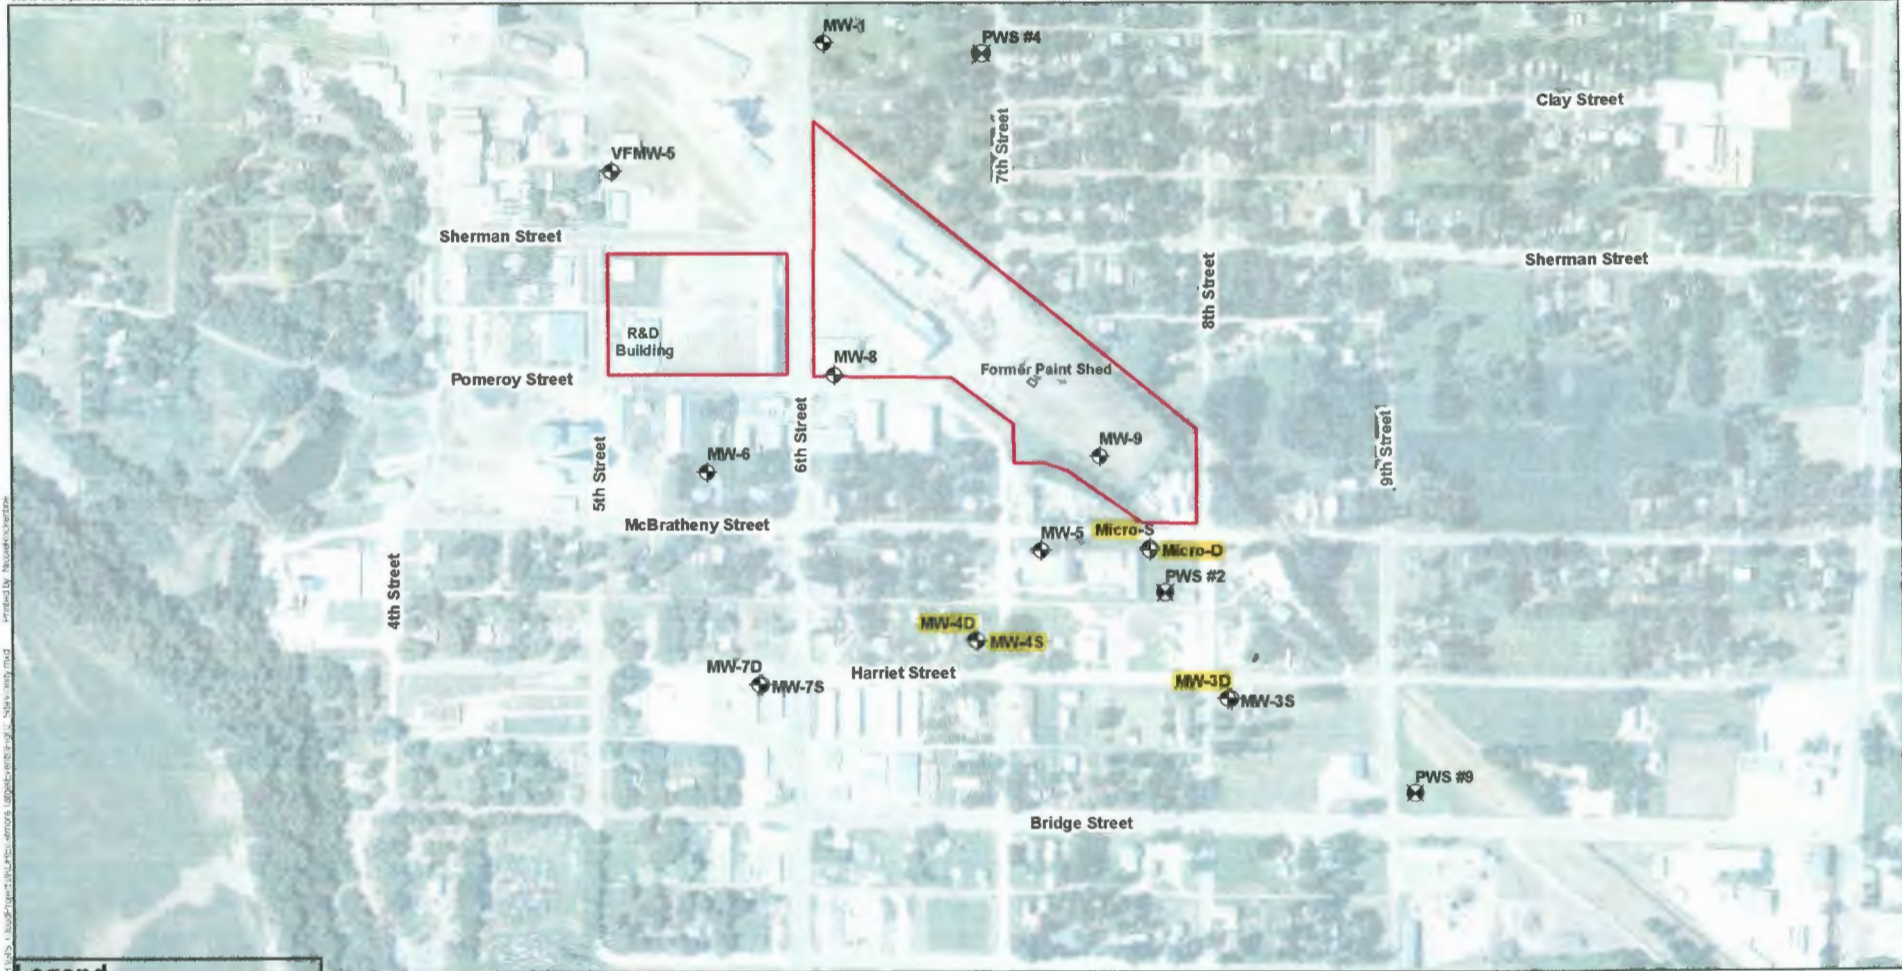 MW-1
PWS #4
Clay Street
7th Street
VFMW-5
Sherman Street
Sherman Street
8th Street
R&D
Building
MW-8
Former Paint Shed
Pomeroy Street
6th Street
9th Street
MW-9
5th Street
MW-6
McBratheny Street
MW-5
Micro-S
Micro-D
4th Street
PWS #2
MW-4D
MW-4S
MW-7D
MW-7S
Harriet Street
MW-3D
MW-3S
PWS #9
Bridge Street
Legend